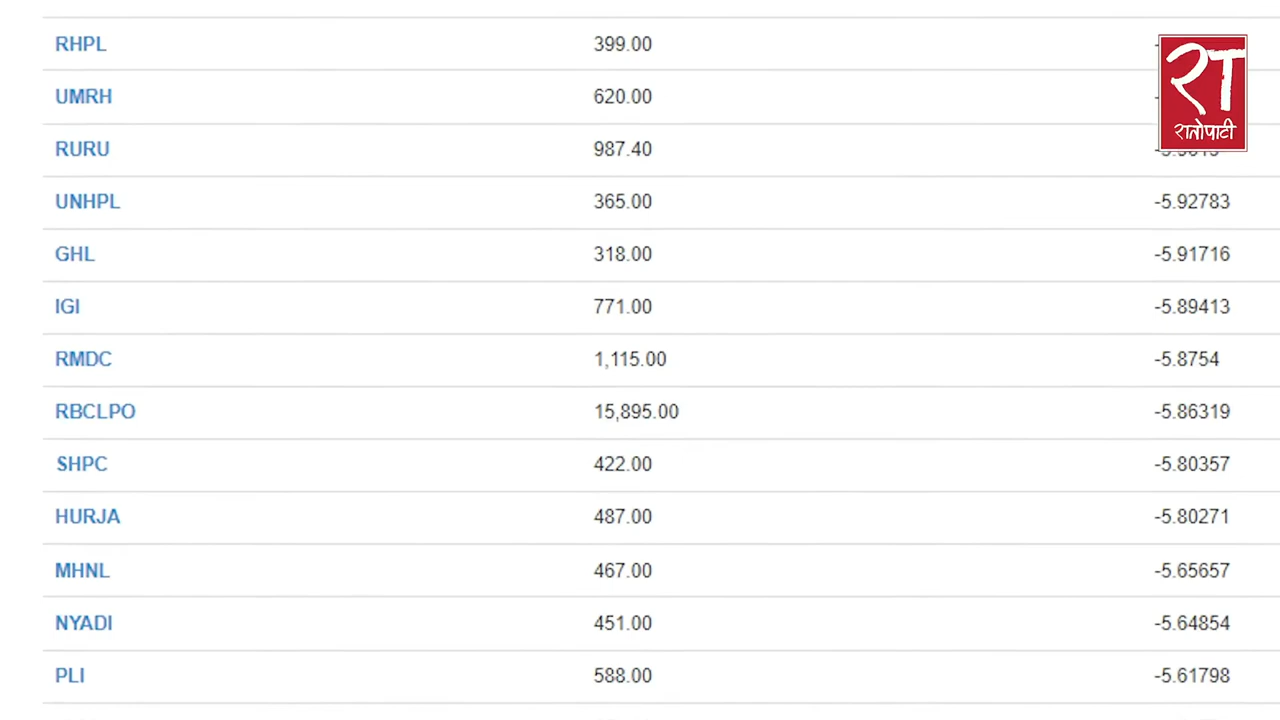 RHPL 399.00
UMRH 620.00
RURU 987.40
UNHPL 365.00 -5.92783
GHL 318.00 -5.91716
IGI 771.00 -5.89413
RMDC 1,115.00 -5.8754
RBCLPO 15,895.00 -5.86319
SHPC 422.00 -5.80357
HURJA 487.00 -5.80271
MHNL 467.00 -5.65657
NYADI 451.00 -5.64854
PLI 588.00 -5.61798
रा
रातोपाटी